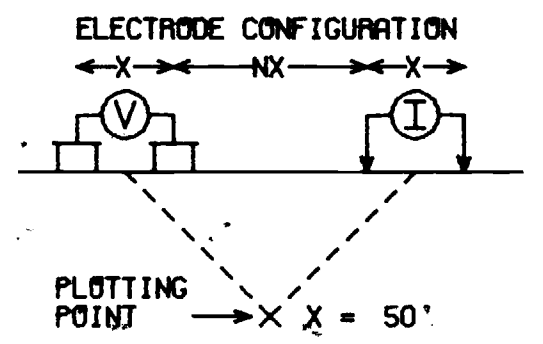 ELECTRODE CONFIGURATION
X NX X
V I
PLOTTING
POINT X X = 50'